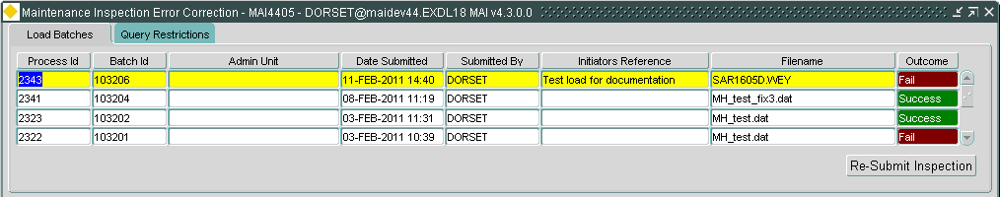 Maintenance Inspection Error Correction - MAI4405 - DORSET@maidev44.EXDL18 MAI v4.3.0.0
Load Batches Query Restrictions
Process Id Batch Id Admin Unit Date Submitted Submitted By Initiators Reference Filename Outcome
2343 103206 11-FEB-2011 14:40 DORSET Test load for documentation SAR1605D.WEY Fail
2341 103204 08-FEB-2011 11:19 DORSET MH_test_fix3.dat Success
2323 103202 03-FEB-2011 11:31 DORSET MH_test.dat Success
2322 103201 03-FEB-2011 10:39 DORSET MH_test.dat Fail
Re-Submit Inspection